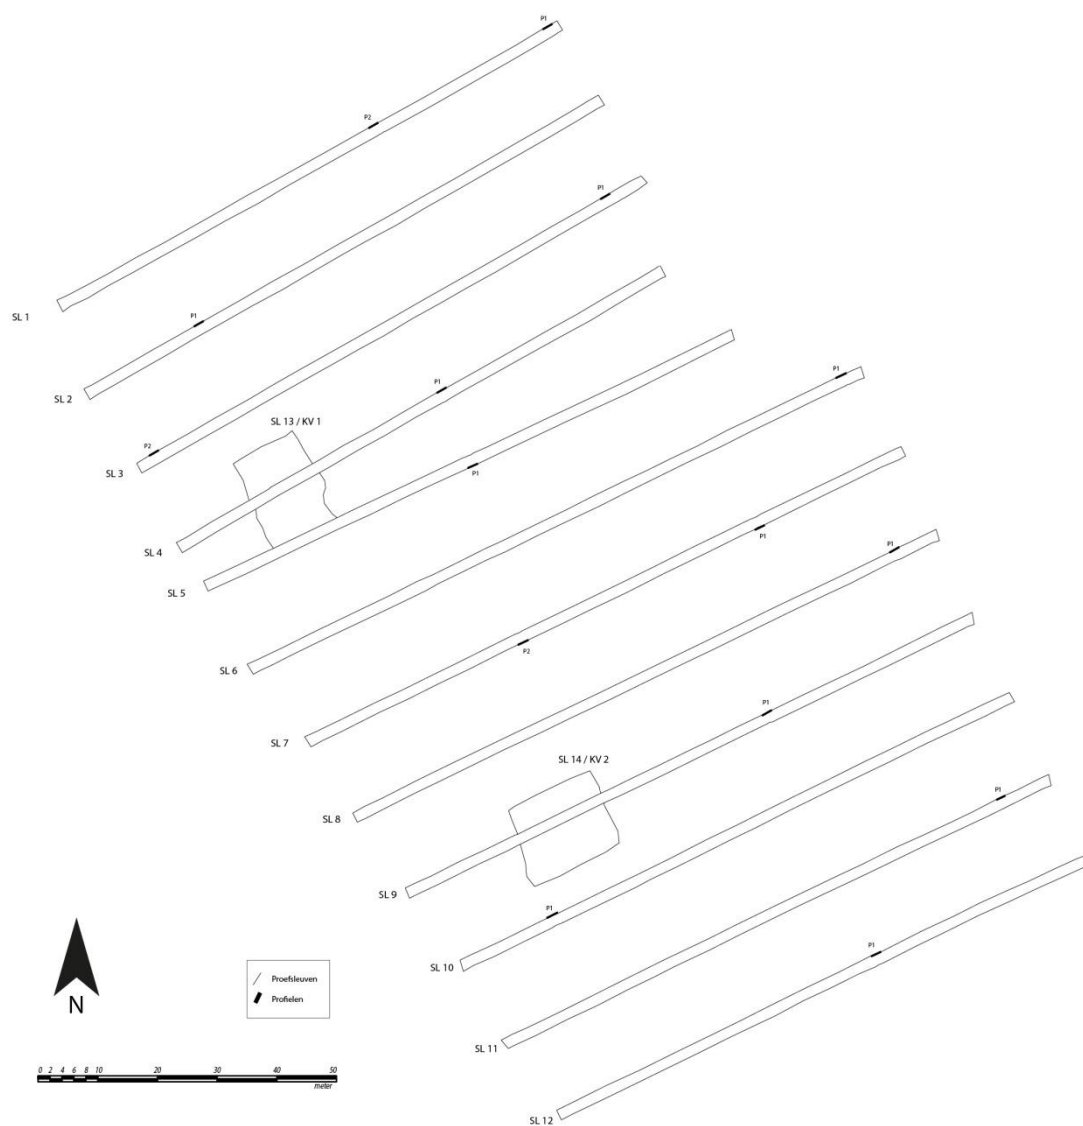 P1
P2
SL 1
P1
P1
SL 2
P1
P2
SL 13 / KV 1
SL 3
P1
SL 4
P1
SL 5
P1
SL 6
P1
P1
P2
SL 7
P1
SL 14 / KV 2
SL 8
SL 9
P1
P1
SL 10
P1
N
Proefsleuven
Profielen
SL 11
0 2 4 6 8 10 20 30 40 50
meter
SL 12